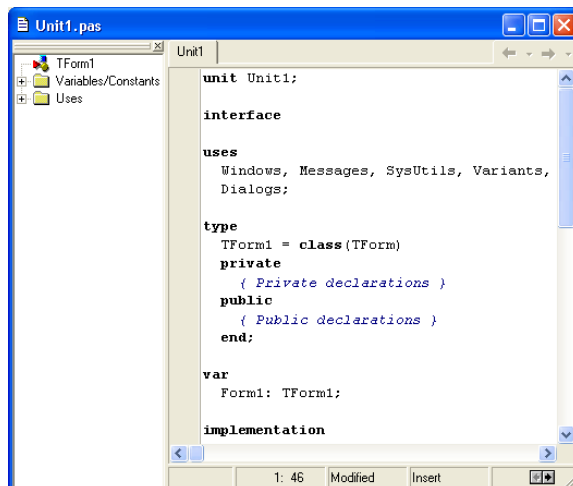 Unit1.pas
TForm1
Variables/Constants
Uses
Unit1
unit Unit1;
interface
uses
Windows, Messages, SysUtils, Variants,
Dialogs;
type
TForm1 = class(TForm)
private
{ Private declarations }
public
{ Public declarations }
end;
var
Form1: TForm1;
implementation
1: 46 Modified Insert